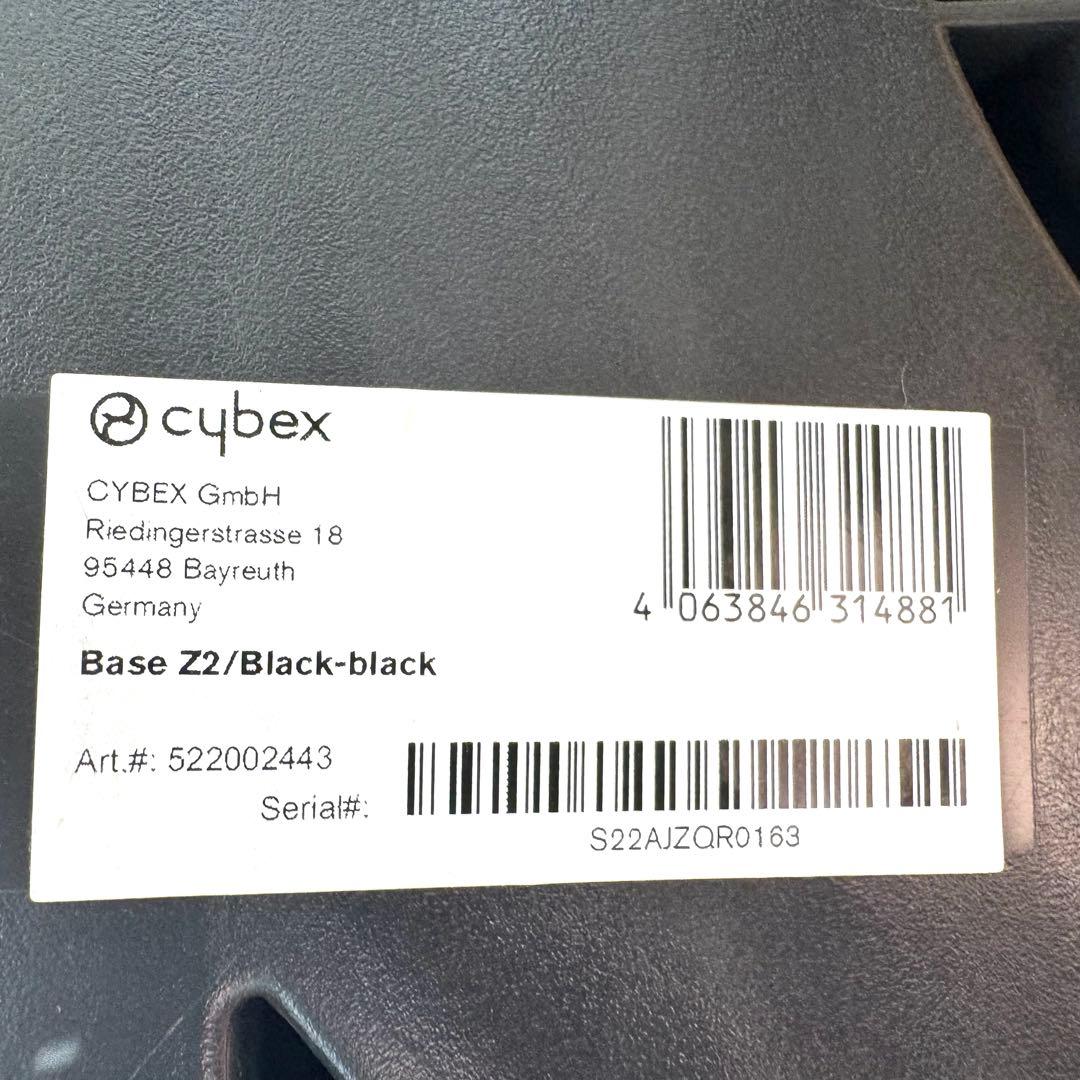 cybex
CYBEX GmbH
Riedingerstrasse 18
95448 Bayreuth
Germany
4 063846 314881
Base Z2/Black-black
Art.#: 522002443
Serial#:
S22AJZQR0163